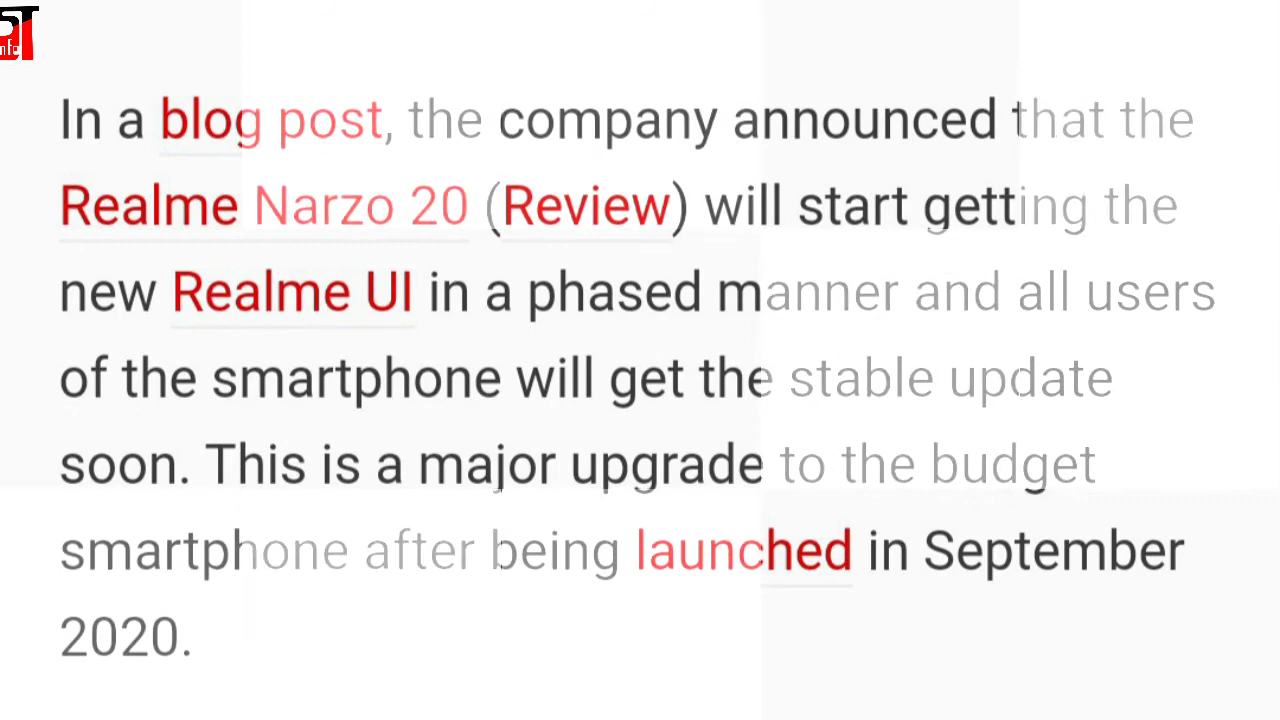 ST
nfo
In a blog post, the company announced that the
Realme Narzo 20 (Review) will start getting the
new Realme UI in a phased manner and all users
of the smartphone will get the stable update
soon. This is a major upgrade to the budget
smartphone after being launched in September
2020.